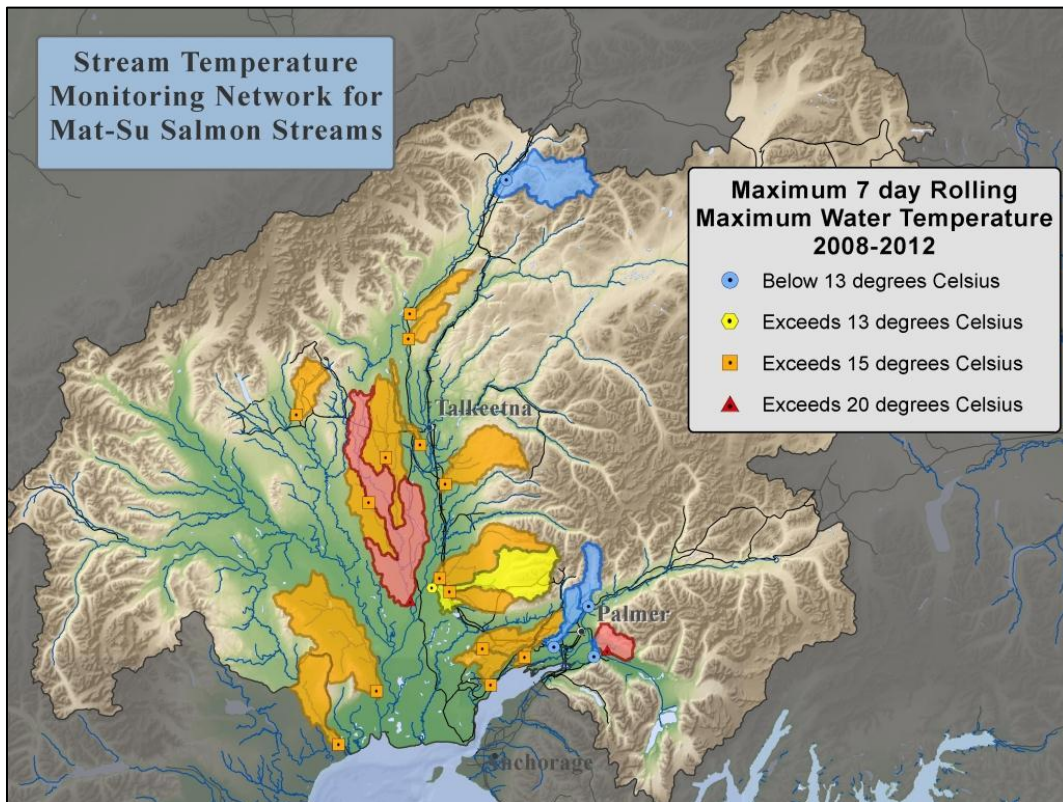 Stream Temperature
Monitoring Network for
Mat-Su Salmon Streams
Maximum 7 day Rolling
Maximum Water Temperature
2008-2012
Below 13 degrees Celsius
Exceeds 13 degrees Celsius
Exceeds 15 degrees Celsius
Exceeds 20 degrees Celsius
Talkeetna
Palmer
Anchorage